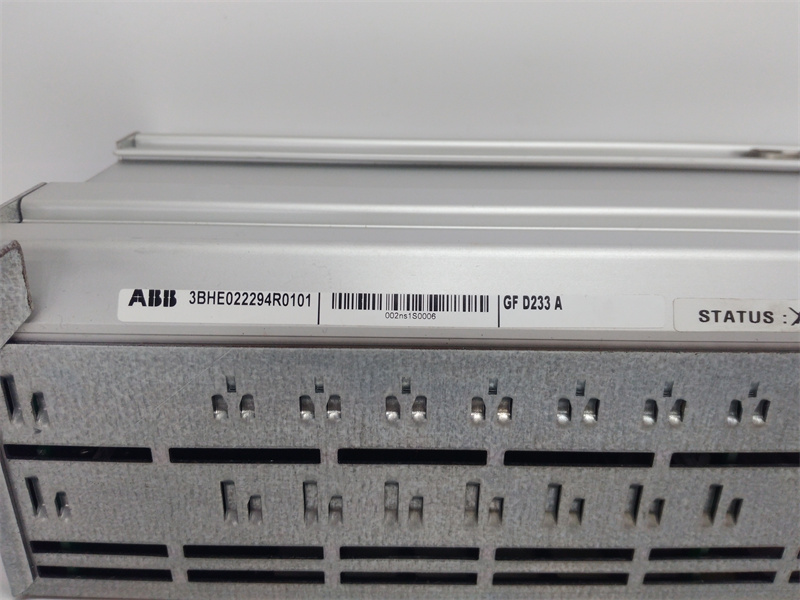 ABB 3BHE022294R0101
002ns1S0006
GF D233 A
STATUS :